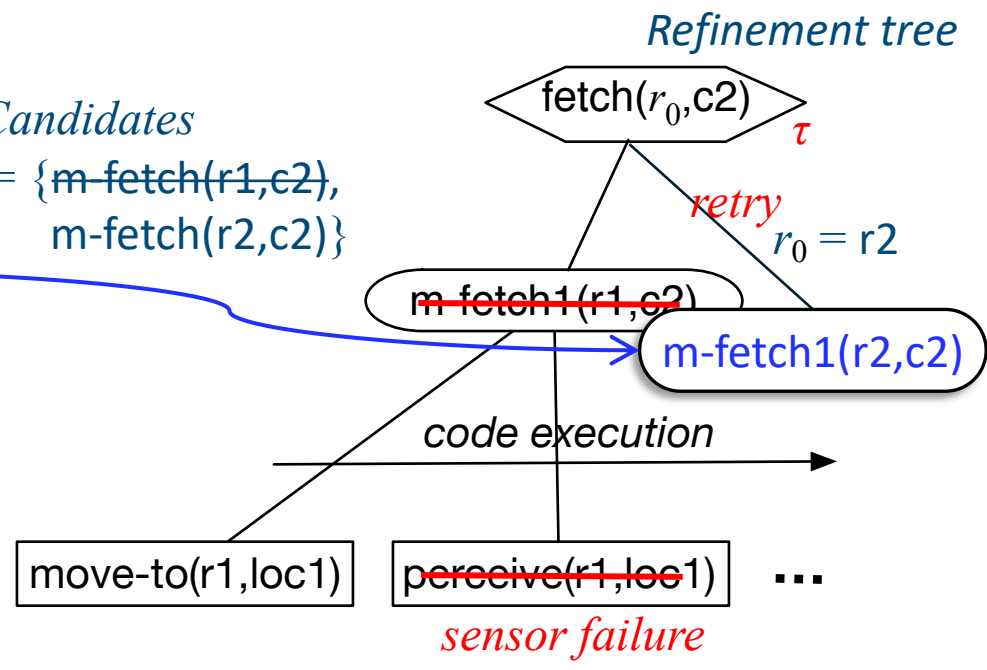 Refinement tree
fetch(r₀,c2)
τ
Candidates
= {m-fetch(r1,c2),
m-fetch(r2,c2)}
retry
r₀ = r2
m-fetch1(r1,c2)
m-fetch1(r2,c2)
code execution
move-to(r1,loc1)
perceive(r1,loc1)
...
sensor failure